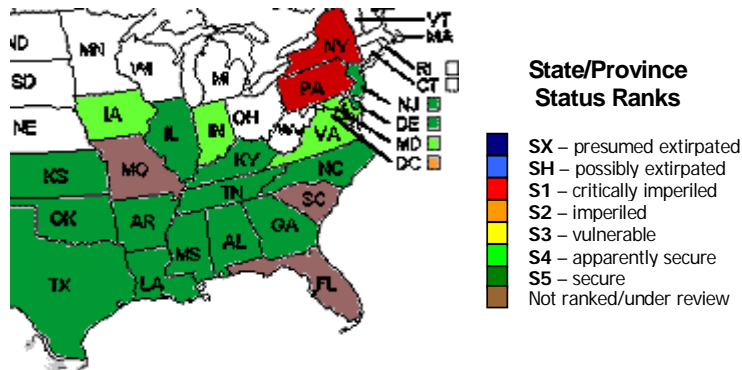 VT
MA
ND
MN
NY
WI
RI
SD
MI
CT
PA
IA
NJ
NE
OH
IL
IN
DE
VA
MD
KS
MO
KY
DC
NC
TN
OK
AR
SC
MS
AL
GA
TX
LA
FL
State/Province
Status Ranks
SX – presumed extirpated
SH – possibly extirpated
S1 – critically imperiled
S2 – imperiled
S3 – vulnerable
S4 – apparently secure
S5 – secure
Not ranked/under review